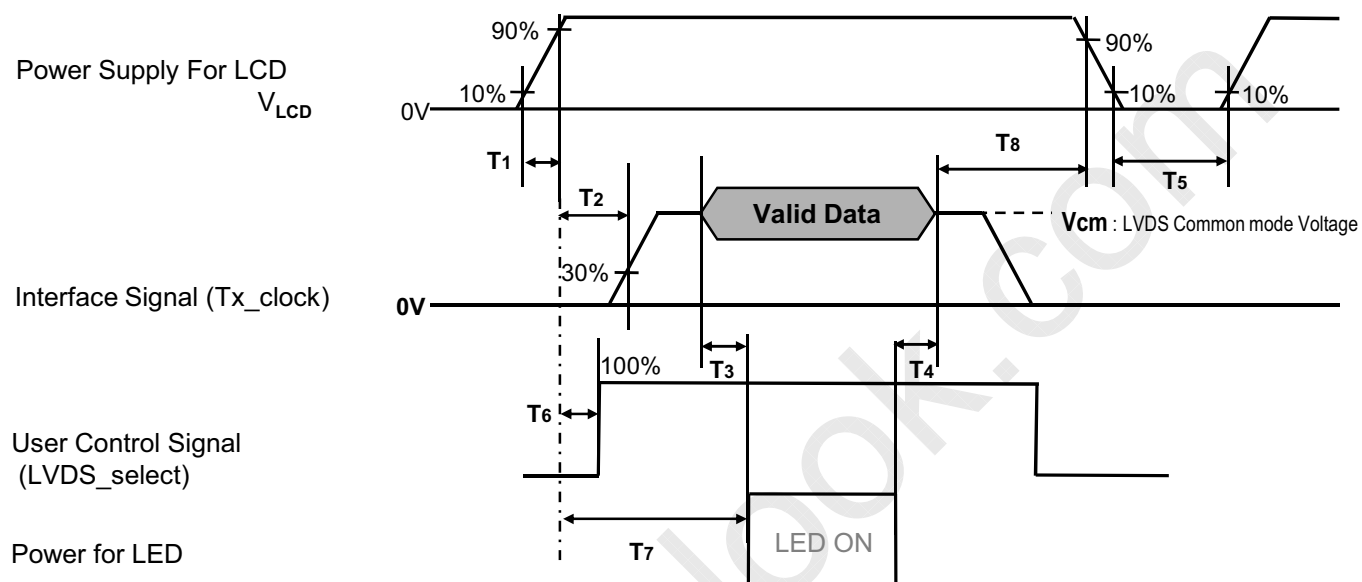 90%
90%
Power Supply For LCD
VLCD
10%
10%
10%
0V
T1
T8
T5
T2
Valid Data
Vcm : LVDS Common mode Voltage
30%
Interface Signal (Tx_clock)
0V
100%
T3
T4
T6
User Control Signal
(LVDS_select)
T7
LED ON
Power for LED
look.com